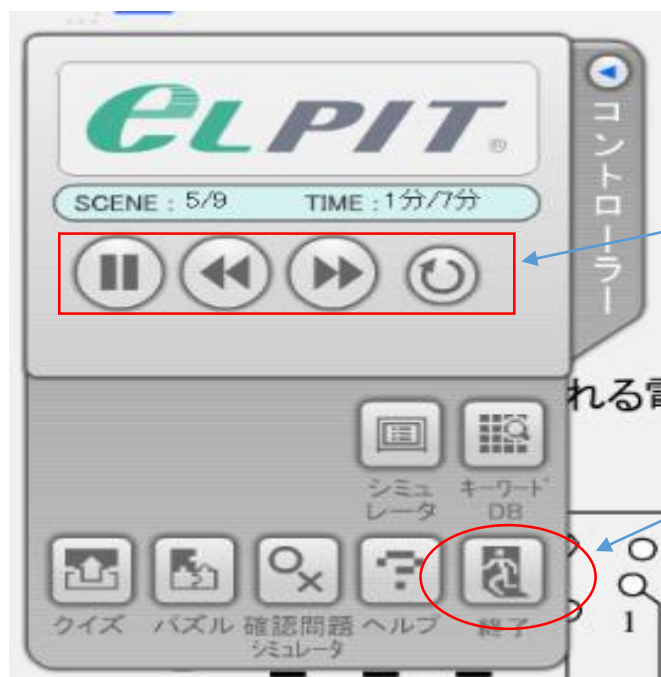 eLPIT®
SCENE : 5/9 TIME : 1分/7分
コントローラー
れる電
シミュ
レータ
キーワード
DB
クイズ
パズル
確認問題
シミュレータ
ヘルプ
終了
1